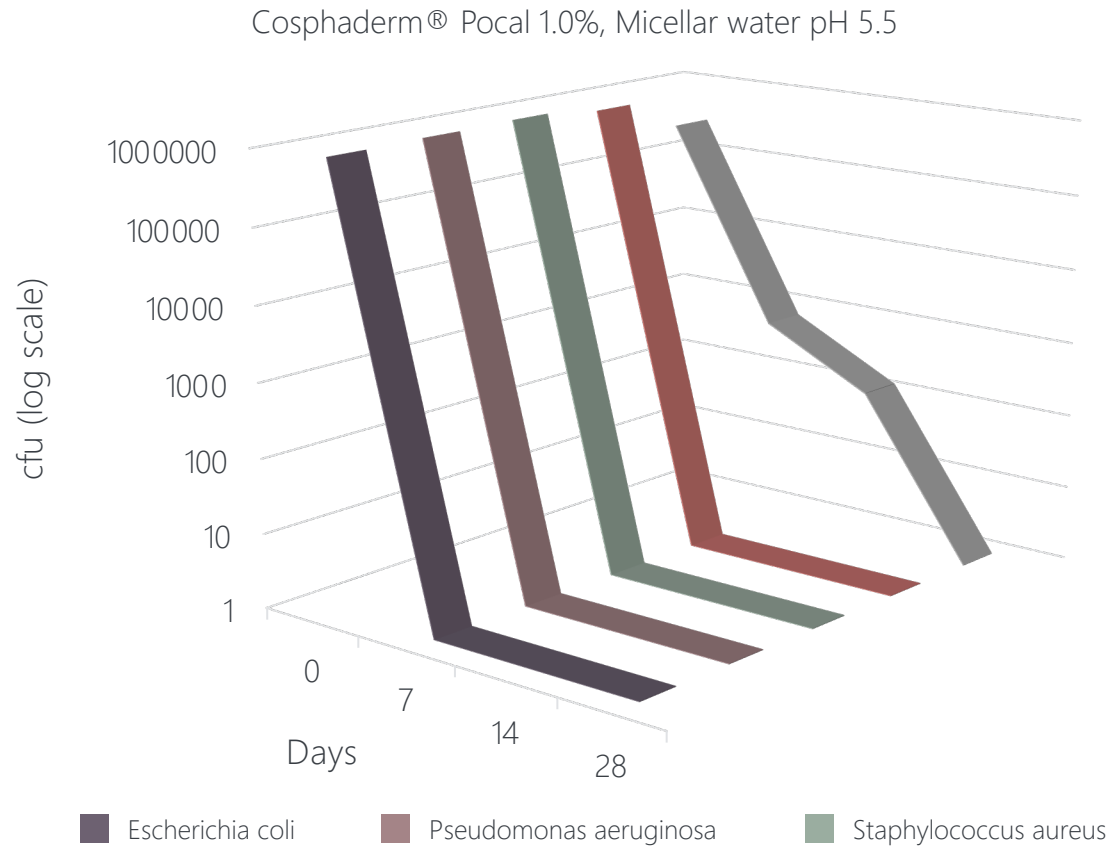 Cosphaderm® Pocal 1.0%, Micellar water pH 5.5
1000000
100000
10000
1000
100
10
1
cfu (log scale)
0
7
14
28
Days
Escherichia coli
Pseudomonas aeruginosa
Staphylococcus aureus